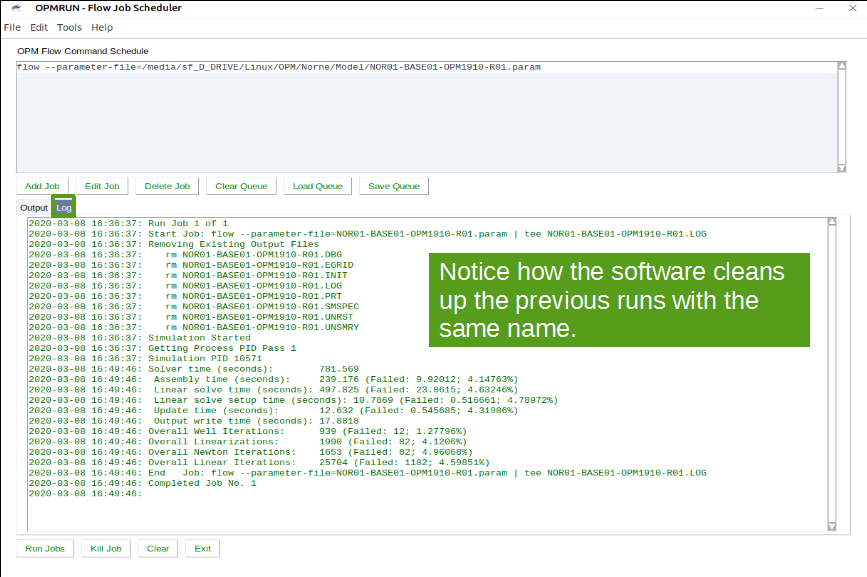 OPMRUN - Flow Job Scheduler
File Edit Tools Help
OPM Flow Command Schedule
flow --parameter-file=/media/sf_D_DRIVE/Linux/OPM/Norne/Model/NOR01-BASE01-OPM1910-R01.param
Add Job Edit Job Delete Job Clear Queue Load Queue Save Queue
Output Log
2020-03-08 16:36:37: Run Job 1 of 1
2020-03-08 16:36:37: Start Job: flow --parameter-file=NOR01-BASE01-OPM1910-R01.param | tee NOR01-BASE01-OPM1910-R01.LOG
2020-03-08 16:36:37: Removing Existing Output Files
2020-03-08 16:36:37:    rm NOR01-BASE01-OPM1910-R01.DBG
2020-03-08 16:36:37:    rm NOR01-BASE01-OPM1910-R01.EGRID
2020-03-08 16:36:37:    rm NOR01-BASE01-OPM1910-R01.INIT
2020-03-08 16:36:37:    rm NOR01-BASE01-OPM1910-R01.LOG
2020-03-08 16:36:37:    rm NOR01-BASE01-OPM1910-R01.PRT
2020-03-08 16:36:37:    rm NOR01-BASE01-OPM1910-R01.SMSPEC
2020-03-08 16:36:37:    rm NOR01-BASE01-OPM1910-R01.UNRST
2020-03-08 16:36:37:    rm NOR01-BASE01-OPM1910-R01.UNSMRY
2020-03-08 16:36:37: Simulation Started
2020-03-08 16:36:37: Getting Process PID Pass 1
2020-03-08 16:36:37: Simulation PID 10571
2020-03-08 16:49:46: Solver time (seconds):        781.569
2020-03-08 16:49:46:  Assembly time (seconds):     239.176 (Failed: 9.92012; 4.14763%)
2020-03-08 16:49:46:  Linear solve time (seconds): 497.825 (Failed: 23.0615; 4.63246%)
2020-03-08 16:49:46:  Linear solve setup time (seconds): 10.7869 (Failed: 0.516661; 4.78972%)
2020-03-08 16:49:46:  Update time (seconds):       12.632 (Failed: 0.545685; 4.31986%)
2020-03-08 16:49:46:  Output write time (seconds): 17.8818
2020-03-08 16:49:46: Overall Well Iterations:      939 (Failed: 12; 1.27796%)
2020-03-08 16:49:46: Overall Linearizations:       1990 (Failed: 82; 4.1206%)
2020-03-08 16:49:46: Overall Newton Iterations:    1653 (Failed: 82; 4.96068%)
2020-03-08 16:49:46: Overall Linear Iterations:    25704 (Failed: 1182; 4.59851%)
2020-03-08 16:49:46: End   Job: flow --parameter-file=NOR01-BASE01-OPM1910-R01.param | tee NOR01-BASE01-OPM1910-R01.LOG
2020-03-08 16:49:46: Completed Job No. 1
2020-03-08 16:49:46:
Notice how the software cleans
up the previous runs with the
same name.
Run Jobs Kill Job Clear Exit